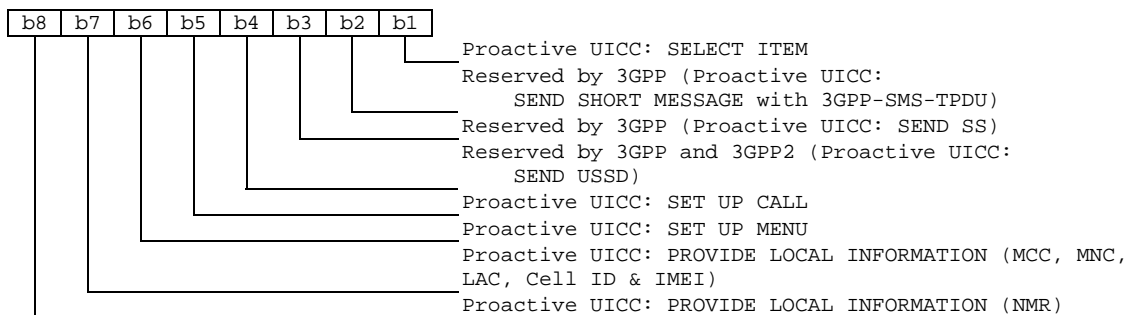 b8 b7 b6 b5 b4 b3 b2 b1
Proactive UICC: SELECT ITEM
Reserved by 3GPP (Proactive UICC:
SEND SHORT MESSAGE with 3GPP-SMS-TPDU)
Reserved by 3GPP (Proactive UICC: SEND SS)
Reserved by 3GPP and 3GPP2 (Proactive UICC:
SEND USSD)
Proactive UICC: SET UP CALL
Proactive UICC: SET UP MENU
Proactive UICC: PROVIDE LOCAL INFORMATION (MCC, MNC,
LAC, Cell ID & IMEI)
Proactive UICC: PROVIDE LOCAL INFORMATION (NMR)